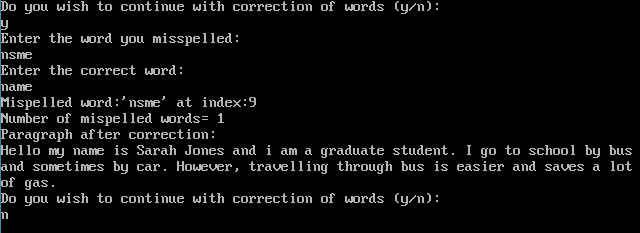 Do you wish to continue with correction of words (y/n):
y
Enter the word you misspelled:
nsme
Enter the correct word:
name
Mispelled word:'nsme' at index:9
Number of mispelled words= 1
Paragraph after correction:
Hello my name is Sarah Jones and i am a graduate student. I go to school by bus
and sometimes by car. However, travelling through bus is easier and saves a lot
of gas.
Do you wish to continue with correction of words (y/n):
n